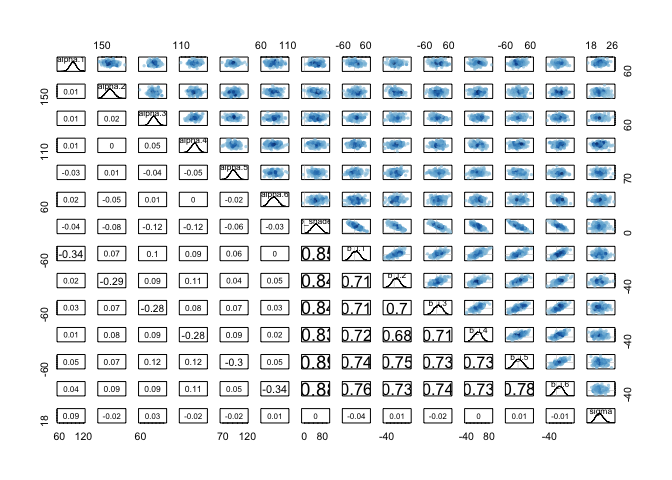 150 110 60 110 -60 60 -60 60 -60 60 18 26
alpha.1 60
150 0.01 alpha.2
0.01 0.02 alpha.3 60
110 0.01 0 0.05 alpha.4
-0.03 0.01 -0.04 -0.05 alpha.5 70
60 0.02 -0.05 0.01 0 -0.02 alpha.6
-0.04 -0.08 -0.12 -0.12 -0.06 -0.03 0
-60 -0.34 0.07 0.1 0.09 0.06 0
0.02 -0.29 0.09 0.11 0.04 0.05 0.71 -40
-60 0.03 0.07 -0.28 0.08 0.07 0.03 0.71 0.7
0.01 0.08 0.09 -0.28 0.09 0.02 0.72 0.68 0.71 -40
-60 0.05 0.07 0.12 0.12 -0.3 0.05 0.74 0.75 0.73 0.73
0.04 0.09 0.09 0.11 0.05 -0.34 0.76 0.73 0.74 0.73 0.78 -40
18 0.09 -0.02 0.03 -0.02 -0.02 0.01 0 -0.04 0.01 -0.02 0 0.01 -0.01 sigma
60 120 60 70 120 0 80 -40 -40 80 -40